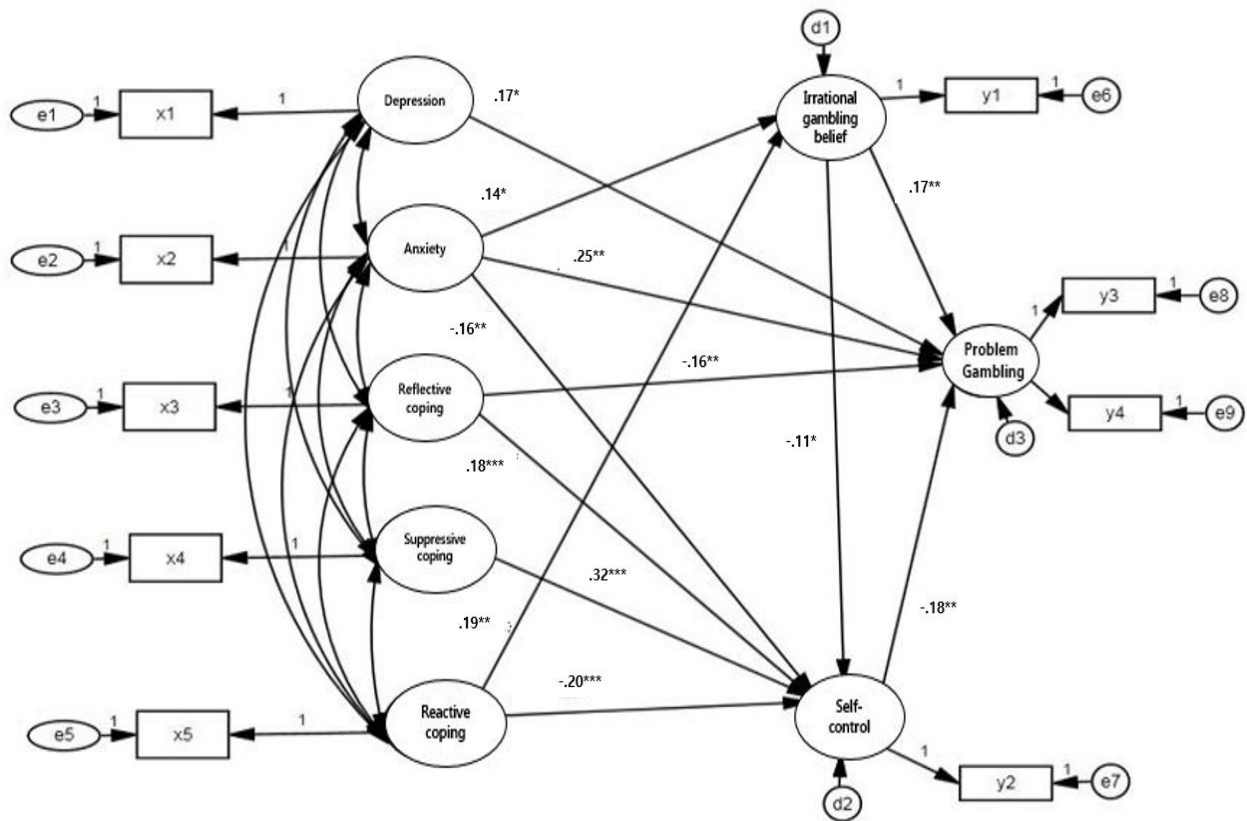 d1
Depression
.17*
Irrational
gambling
belief
1
y1
1
e6
e1
1
x1
1
.14*
.17**
Anxiety
.25**
e2
1
x2
1
-.16**
-.16**
y3
1
e8
1
Problem
Gambling
Reflective
coping
e3
1
x3
1
y4
1
e9
d3
.18***
-.11*
Suppressive
coping
e4
1
x4
1
.32***
-.18**
.19**
-.20***
Reactive
coping
Self-
control
e5
1
x5
1
1
y2
1
e7
d2